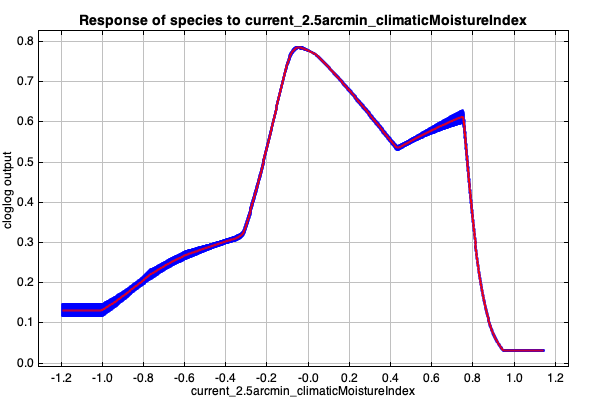 Response of species to current_2.5arcmin_climaticMoistureIndex
0.8
0.7
0.6
0.5
0.4
0.3
0.2
0.1
0.0
cloglog output
-1.2 -1.0 -0.8 -0.6 -0.4 -0.2 -0.0 0.2 0.4 0.6 0.8 1.0 1.2
current_2.5arcmin_climaticMoistureIndex